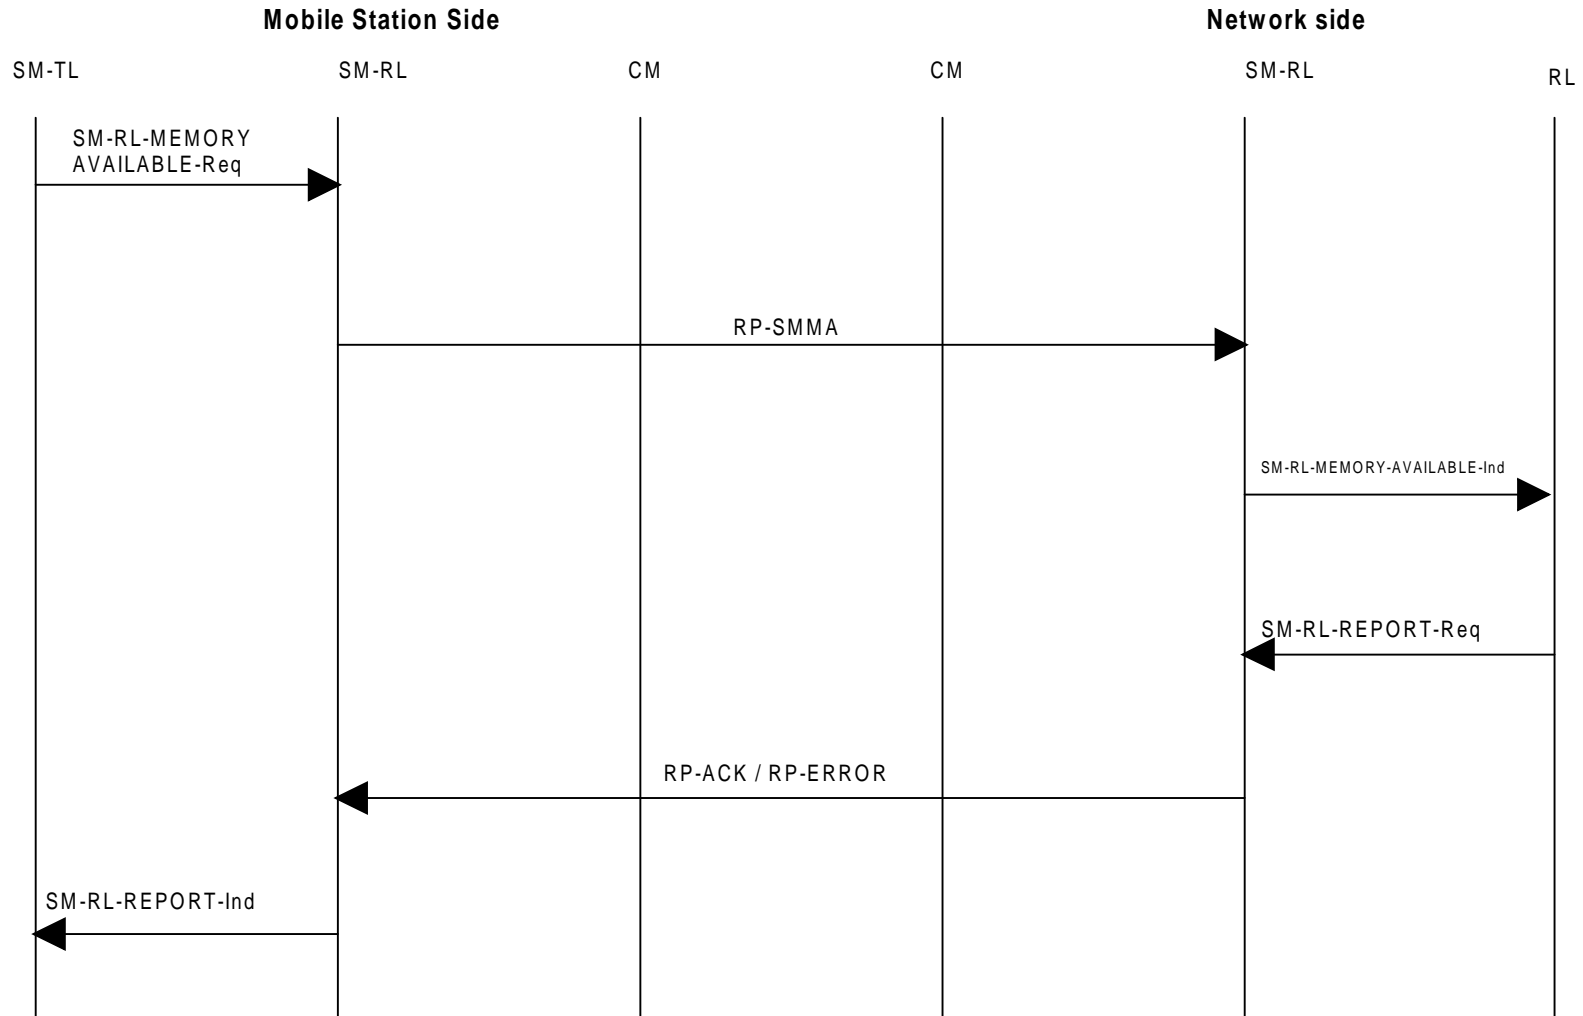 Mobile Station Side
Network side
SM-TL
SM-RL
CM
CM
SM-RL
RL
SM-RL-MEMORY
AVAILABLE-Req
RP-SMMA
SM-RL-MEMORY-AVAILABLE-Ind
SM-RL-REPORT-Req
RP-ACK / RP-ERROR
SM-RL-REPORT-Ind